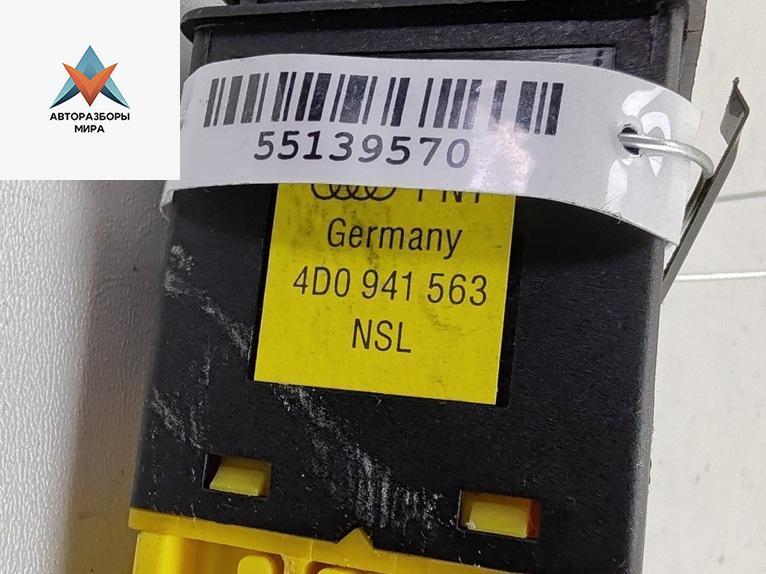 АВТОРАЗБОРЫ
МИРА
55139570
Germany
4D0 941 563
NSL